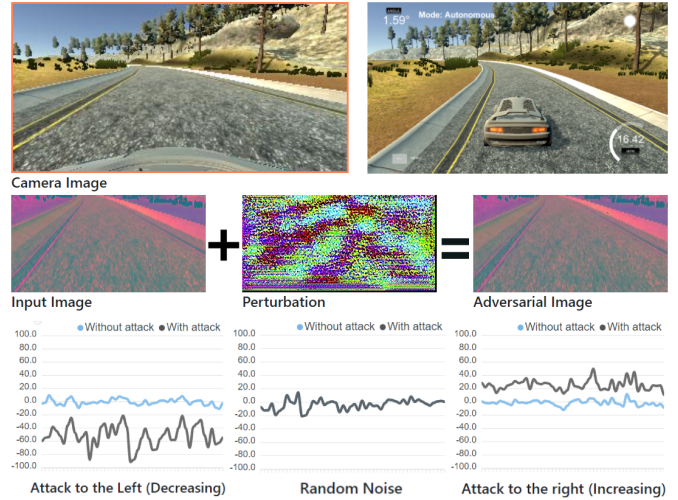 ANGLE
1.59° Mode: Autonomous
16.42
Camera Image
Input Image
Perturbation
Adversarial Image
Without attack With attack
100.0
80.0
60.0
40.0
20.0
0.0
-20.0
-40.0
-60.0
-80.0
-100.0
Attack to the Left (Decreasing)
Without attack With attack
100.0
80.0
60.0
40.0
20.0
0.0
-20.0
-40.0
-60.0
-80.0
-100.0
Random Noise
Without attack With attack
100.0
80.0
60.0
40.0
20.0
0.0
-20.0
-40.0
-60.0
-80.0
-100.0
Attack to the right (Increasing)